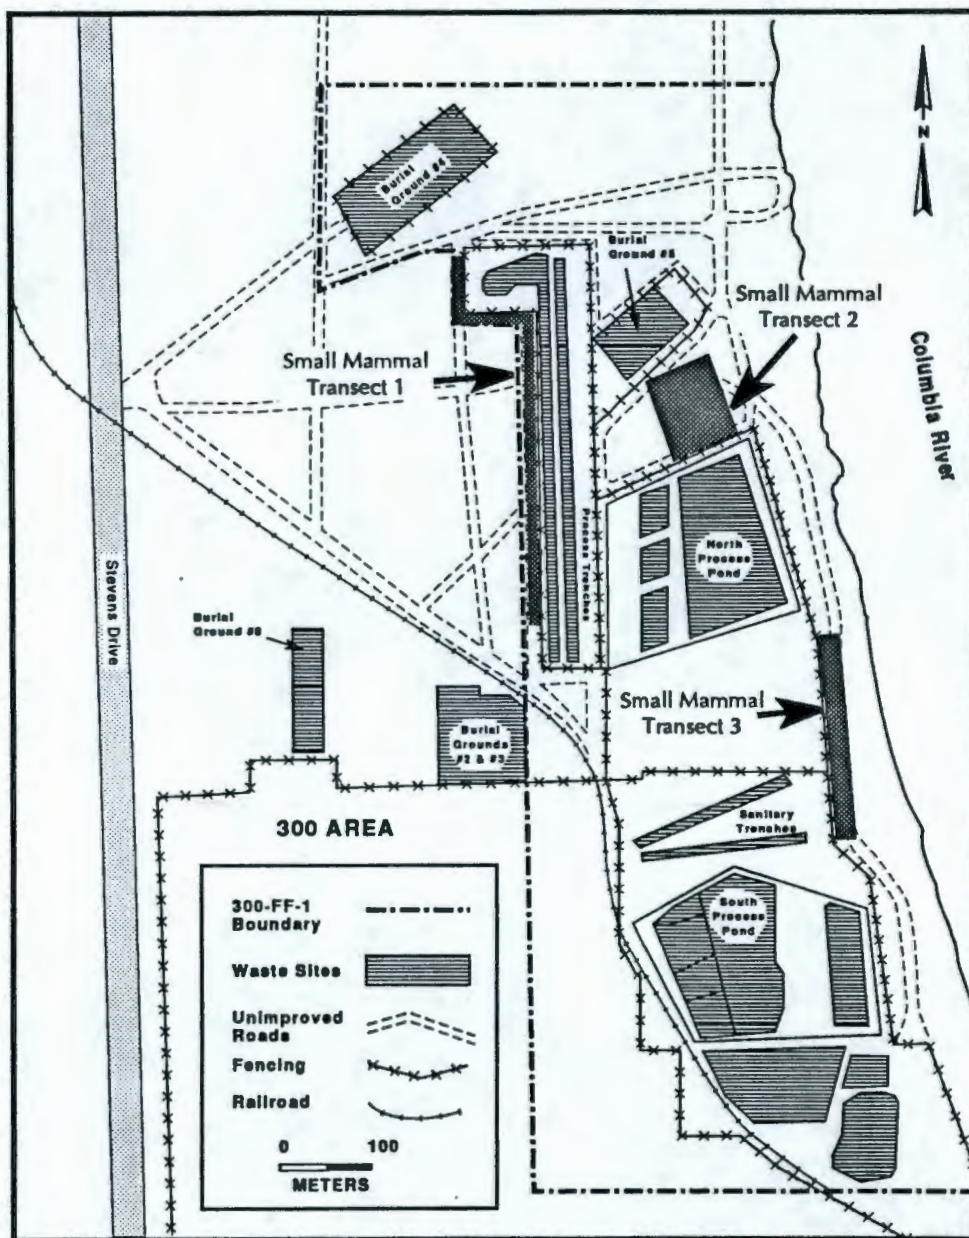 N
Burial
Ground #4
Burial
Ground #5
Small Mammal
Transect 2
Small Mammal
Transect 1
Columbia River
Process Trenches
North
Process
Pond
Stevens Drive
Burial
Ground
Small Mammal
Transect 3
Burial
Grounds
#2 & #3
Sanitary
Trenches
300 AREA
South
Process
Pond
300-FF-1
Boundary
Waste Sites
Unimproved
Roads
Fencing
Railroad
0 100
METERS